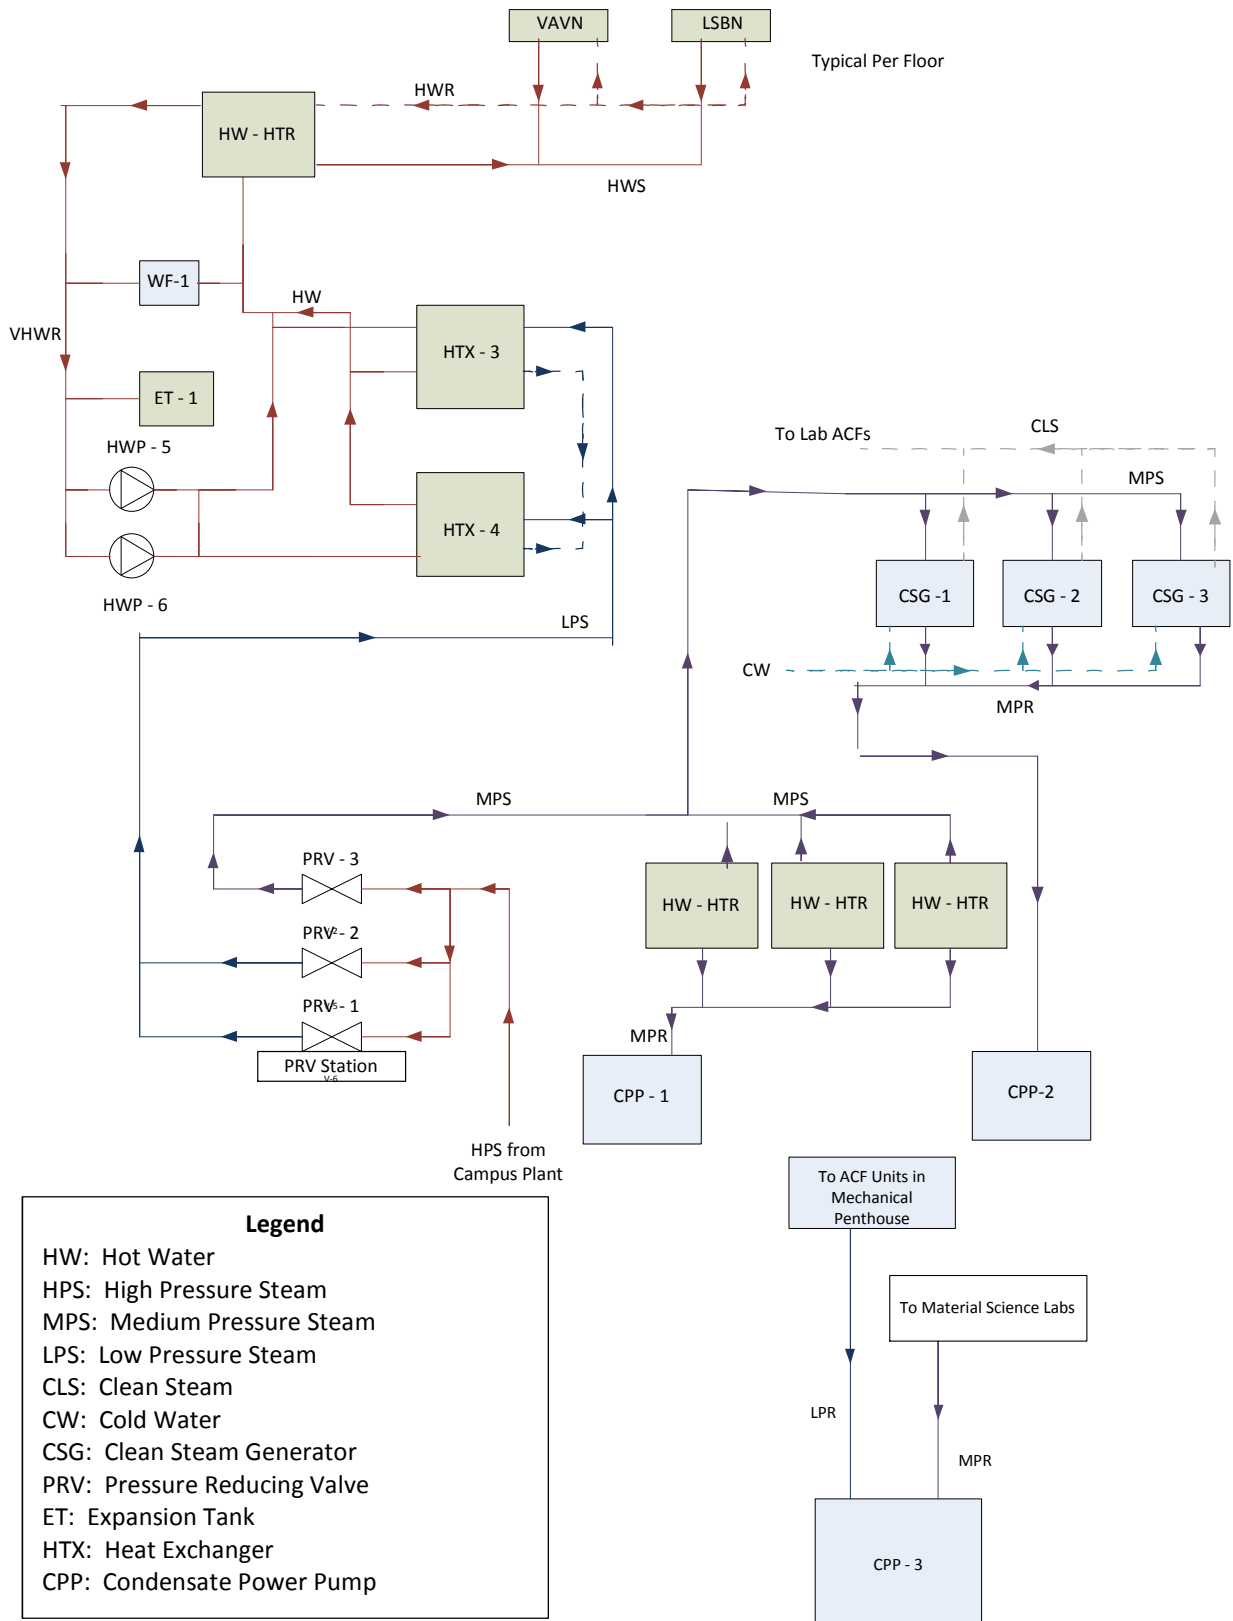 VAVN
LSBN
Typical Per Floor
HWR
HW - HTR
HWS
WF-1
HW
VHWR
HTX - 3
ET - 1
HWP - 5
To Lab ACFs
CLS
MPS
HTX - 4
HWP - 6
CSG -1
CSG - 2
CSG - 3
LPS
CW
MPR
MPS
MPS
PRV - 3
HW - HTR
HW - HTR
HW - HTR
PRV - 2
PRV - 1
MPR
PRV Station
V-6
CPP - 1
CPP-2
HPS from
Campus Plant
To ACF Units in
Mechanical
Penthouse
To Material Science Labs
LPR
MPR
CPP - 3
Legend
HW: Hot Water
HPS: High Pressure Steam
MPS: Medium Pressure Steam
LPS: Low Pressure Steam
CLS: Clean Steam
CW: Cold Water
CSG: Clean Steam Generator
PRV: Pressure Reducing Valve
ET: Expansion Tank
HTX: Heat Exchanger
CPP: Condensate Power Pump